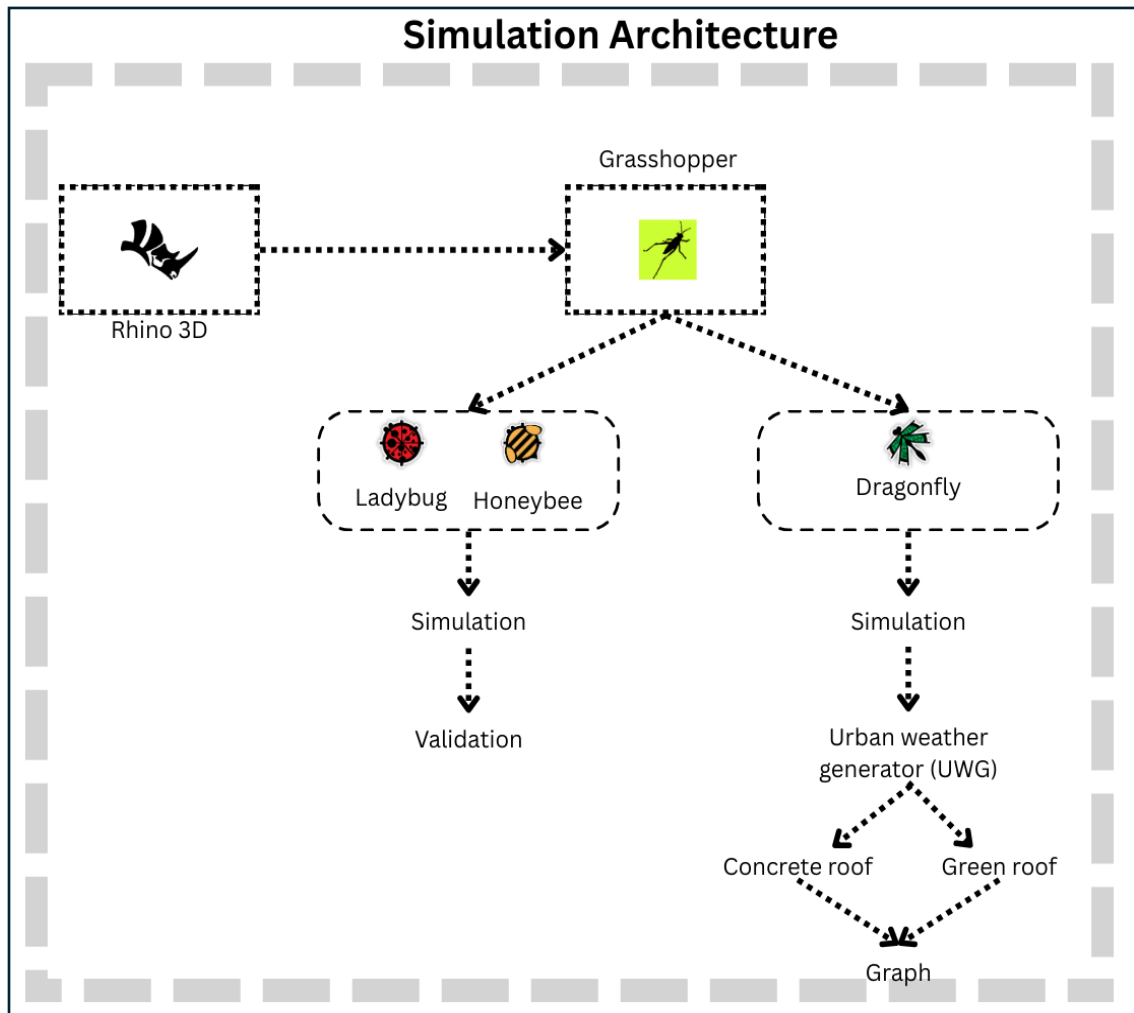 Simulation Architecture
Grasshopper
Rhino 3D
Ladybug
Honeybee
Dragonfly
Simulation
Simulation
Validation
Urban weather
generator (UWG)
Concrete roof
Green roof
Graph